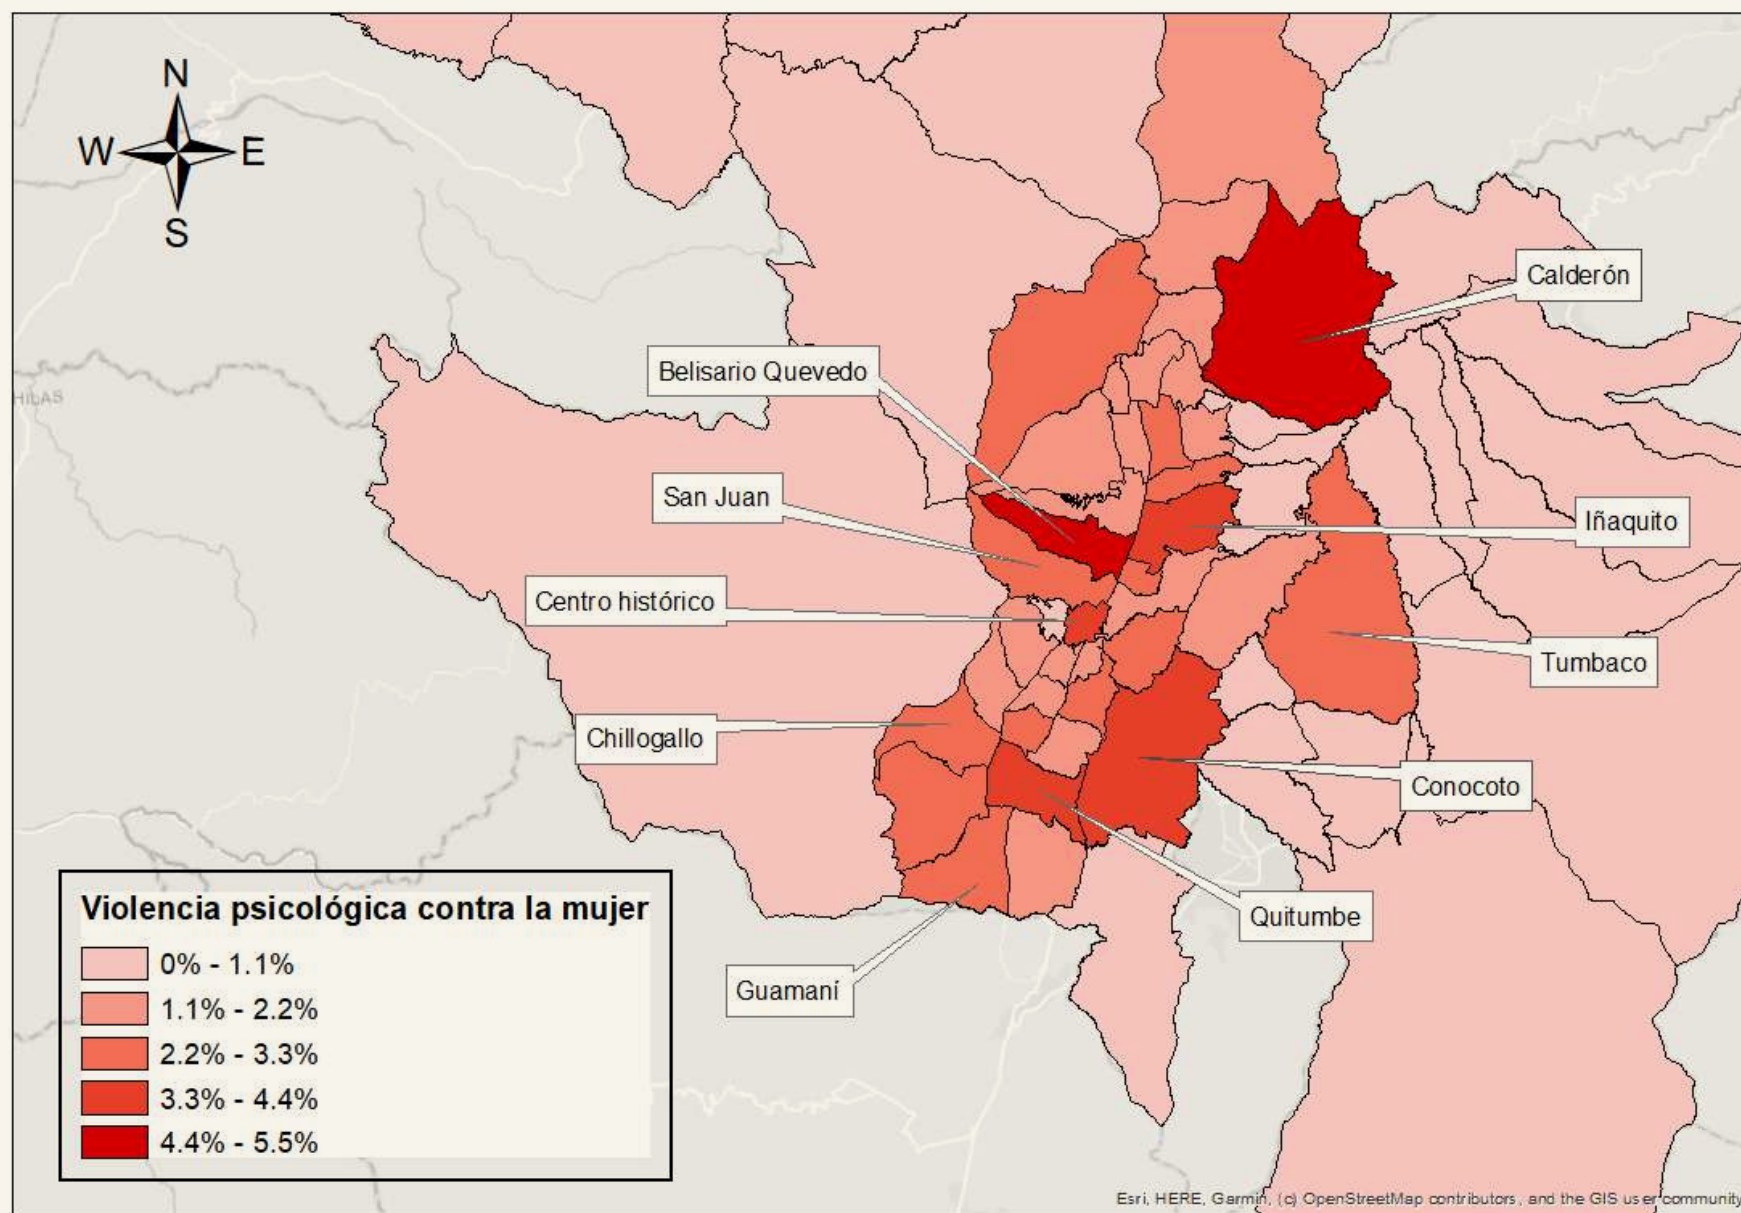 N
W E
S
Calderón
Belisario Quevedo
San Juan
Iñaquito
Centro histórico
Tumbaco
Chillogallo
Conocoto
Quitumbe
Guamaní
Violencia psicológica contra la mujer
0% - 1.1%
1.1% - 2.2%
2.2% - 3.3%
3.3% - 4.4%
4.4% - 5.5%
Esri, HERE, Garmin, (c) OpenStreetMap contributors, and the GIS user community